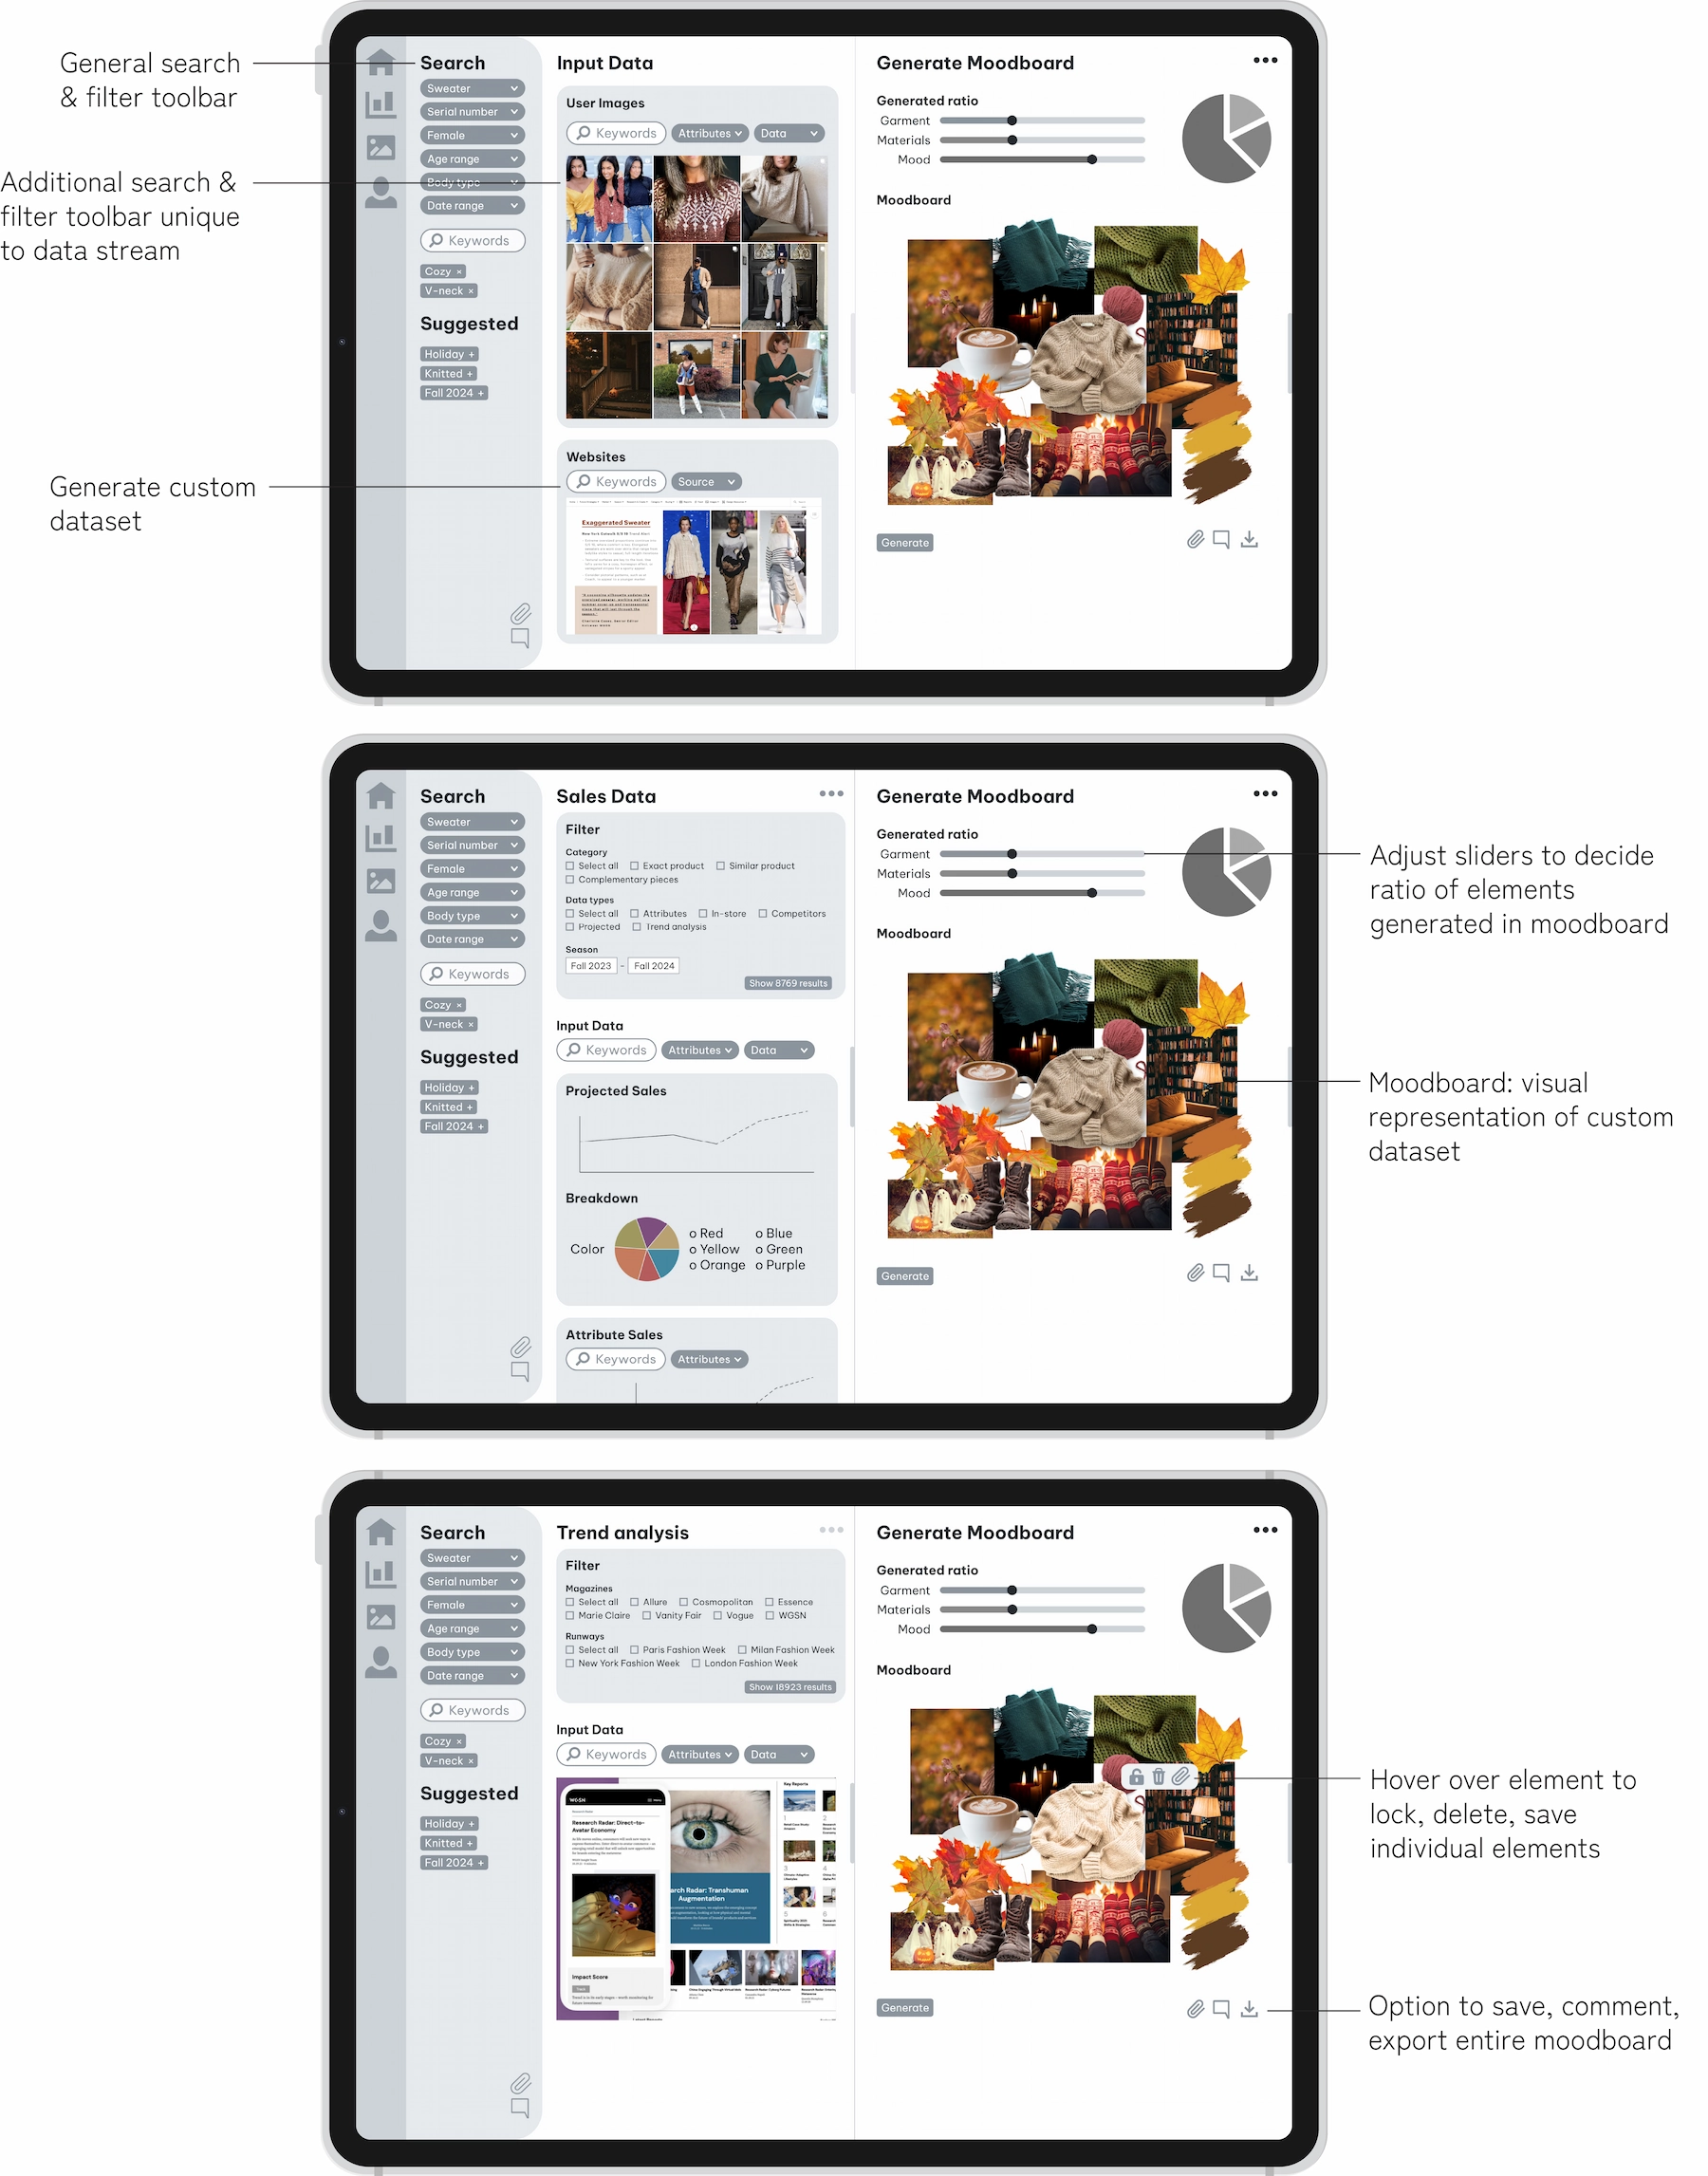 General search
& filter toolbar
Additional search &
filter toolbar unique
to data stream
Generate custom
dataset
Search
Sweater
Serial number
Female
Age range
Body type
Date range
Keywords
Cozy ×
V-neck ×
Suggested
Holiday +
Knitted +
Fall 2024 +
Input Data
User Images
Keywords
Attributes
Data
Websites
Keywords
Source
Exaggerated Sweater
Generate Moodboard
Generated ratio
Garment
Materials
Mood
Moodboard
Generate
Search
Sweater
Serial number
Female
Age range
Body type
Date range
Keywords
Cozy ×
V-neck ×
Suggested
Holiday +
Knitted +
Fall 2024 +
Sales Data
Filter
Category
Select all Exact product Similar product
Complementary pieces
Data types
Select all Attributes In-store Competitors
Projected Trend analysis
Season
Fall 2023 - Fall 2024
Show 8769 results
Input Data
Keywords
Attributes
Data
Projected Sales
Breakdown
Color
o Red o Blue
o Yellow o Green
o Orange o Purple
Attribute Sales
Keywords
Attributes
Generate Moodboard
Generated ratio
Garment
Materials
Mood
Moodboard
Generate
Adjust sliders to decide
ratio of elements
generated in moodboard
Moodboard: visual
representation of custom
dataset
Search
Sweater
Serial number
Female
Age range
Body type
Date range
Keywords
Cozy ×
V-neck ×
Suggested
Holiday +
Knitted +
Fall 2024 +
Trend analysis
Filter
Magazines
Select all Allure Cosmopolitan Essence
Marie Claire Vanity Fair Vogue WGSN
Runways
Select all Paris Fashion Week Milan Fashion Week
New York Fashion Week London Fashion Week
Show 18923 results
Input Data
Keywords
Attributes
Data
WGSN
Menu
Research Radar: Direct-to-
Avatar Economy
Impact Score
arch Radar: Transhuman
Augmentation
Key Reports
Generate Moodboard
Generated ratio
Garment
Materials
Mood
Moodboard
Generate
Hover over element to
lock, delete, save
individual elements
Option to save, comment,
export entire moodboard